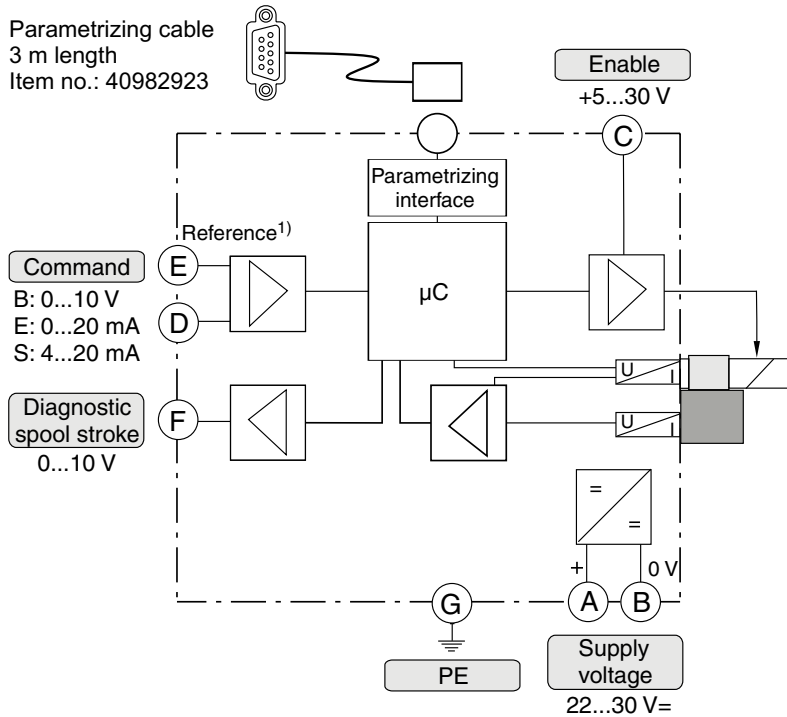 Parametrizing cable
3 m length
Item no.: 40982923
Enable
+5...30 V
C
Parametrizing
interface
Reference¹⁾
Command
E
D
B: 0...10 V
E: 0...20 mA
S: 4...20 mA
µC
U
I
Diagnostic
spool stroke
F
0...10 V
U
I
=
=
+
0 V
G
A
B
PE
Supply
voltage
22...30 V=